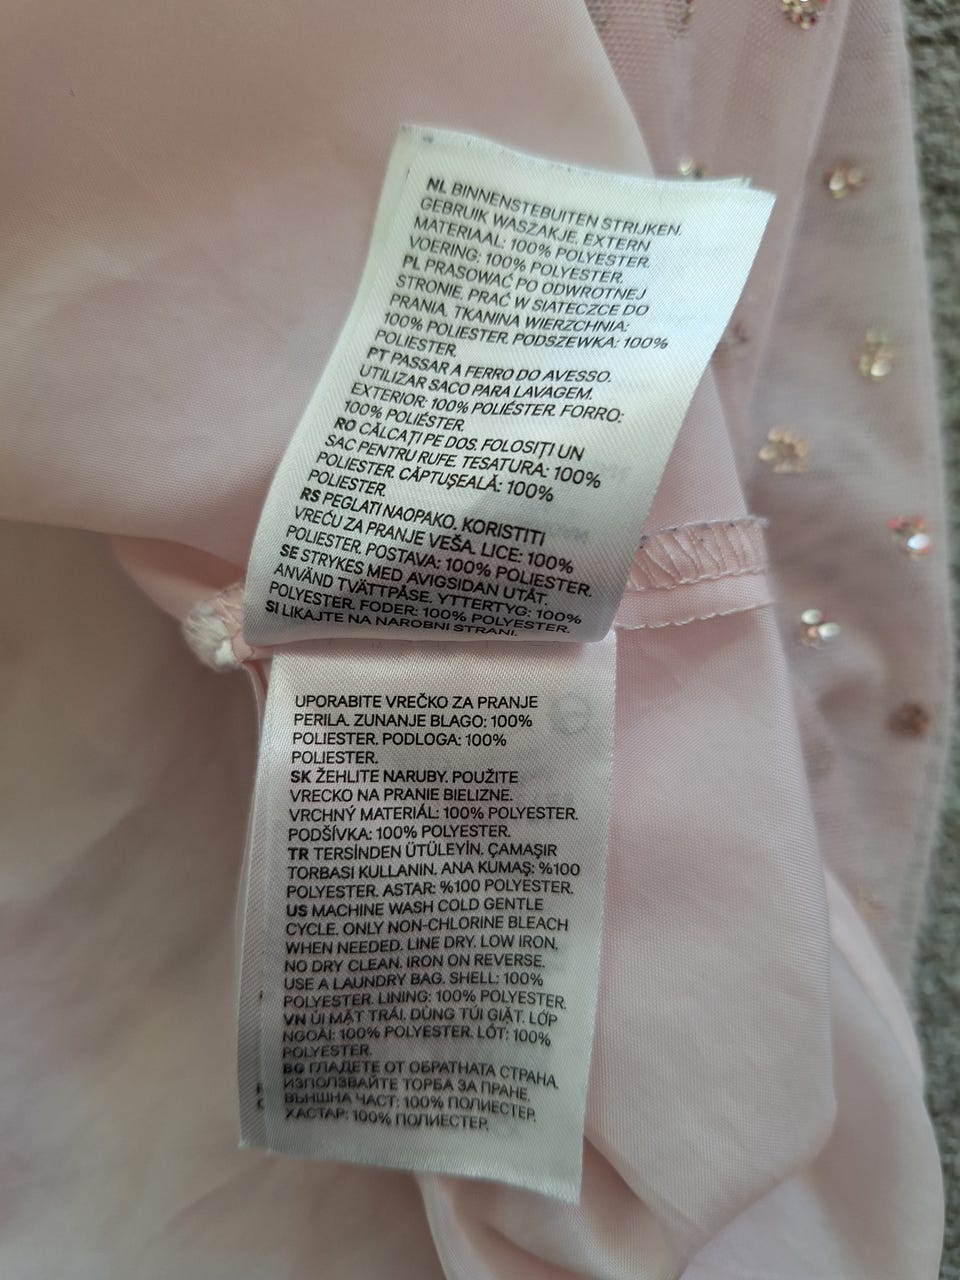 NL BINNENSTEBUITEN STRIJKEN.
GEBRUIK WASZAKJE. EXTERN
MATERIAAL: 100% POLYESTER.
VOERING: 100% POLYESTER.
PL PRASOWAĆ PO ODWROTNEJ
STRONIE. PRAĆ W SIATECZCE DO
PRANIA. TKANINA WIERZCHNIA:
100% POLIESTER. PODSZEWKA: 100%
POLIESTER.
PT PASSAR A FERRO DO AVESSO.
UTILIZAR SACO PARA LAVAGEM.
EXTERIOR: 100% POLIÉSTER. FORRO:
100% POLIÉSTER.
RO CĂLCAȚI PE DOS. FOLOSIȚI UN
SAC PENTRU RUFE. TESATURA: 100%
POLIESTER. CĂPTUȘEALĂ: 100%
POLIESTER.
RS PEGLATI NAOPAKO. KORISTITI
VREĆU ZA PRANJE VEŠA. LICE: 100%
POLIESTER. POSTAVA: 100% POLIESTER.
SE STRYKES MED AVIGSIDAN UTÅT.
ANVÄND TVÄTTPÅSE. YTTERTYG: 100%
POLYESTER. FODER: 100% POLYESTER.
SI LIKAJTE NA NAROBNI STRANI.
UPORABITE VREČKO ZA PRANJE
PERILA. ZUNANJE BLAGO: 100%
POLIESTER. PODLOGA: 100%
POLIESTER.
SK ŽEHLITE NARUBY. POUŽITE
VRECKO NA PRANIE BIELIZNE.
VRCHNÝ MATERIÁL: 100% POLYESTER.
PODŠÍVKA: 100% POLYESTER.
TR TERSİNDEN ÜTÜLEYİN. ÇAMAŞIR
TORBASI KULLANIN. ANA KUMAŞ: %100
POLYESTER. ASTAR: %100 POLYESTER.
US MACHINE WASH COLD GENTLE
CYCLE. ONLY NON-CHLORINE BLEACH
WHEN NEEDED. LINE DRY. LOW IRON.
NO DRY CLEAN. IRON ON REVERSE.
USE A LAUNDRY BAG. SHELL: 100%
POLYESTER. LINING: 100% POLYESTER.
VN ỦI MẶT TRÁI. DÙNG TÚI GIẶT. LỚP
NGOÀI: 100% POLYESTER. LÓT: 100%
POLYESTER.
BG ГЛАДЕТЕ ОТ ОБРАТНАТА СТРАНА.
ИЗПОЛЗВАЙТЕ ТОРБА ЗА ПРАНЕ.
ВЪНШНА ЧАСТ: 100% ПОЛИЕСТЕР.
ХАСТАР: 100% ПОЛИЕСТЕР.